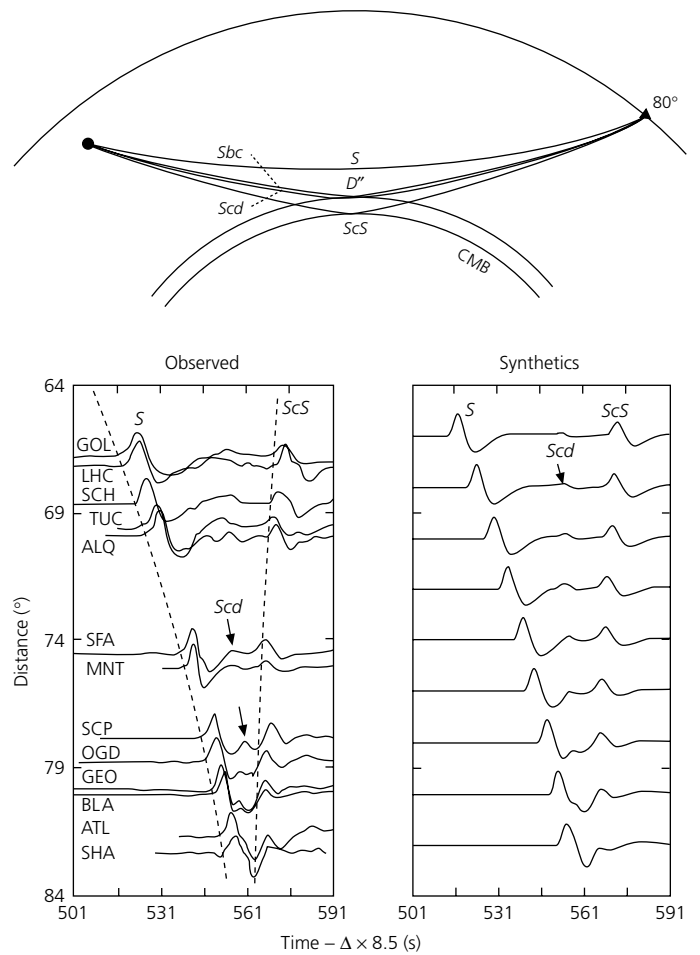 80°
Sbc
S
D″
Scd
ScS
CMB
Observed
Synthetics
64
69
74
79
84
Distance (°)
S
ScS
GOL
LHC
SCH
TUC
ALQ
Scd
SFA
MNT
SCP
OGD
GEO
BLA
ATL
SHA
501
531
561
591
S
ScS
Scd
501
531
561
591
Time – Δ × 8.5 (s)